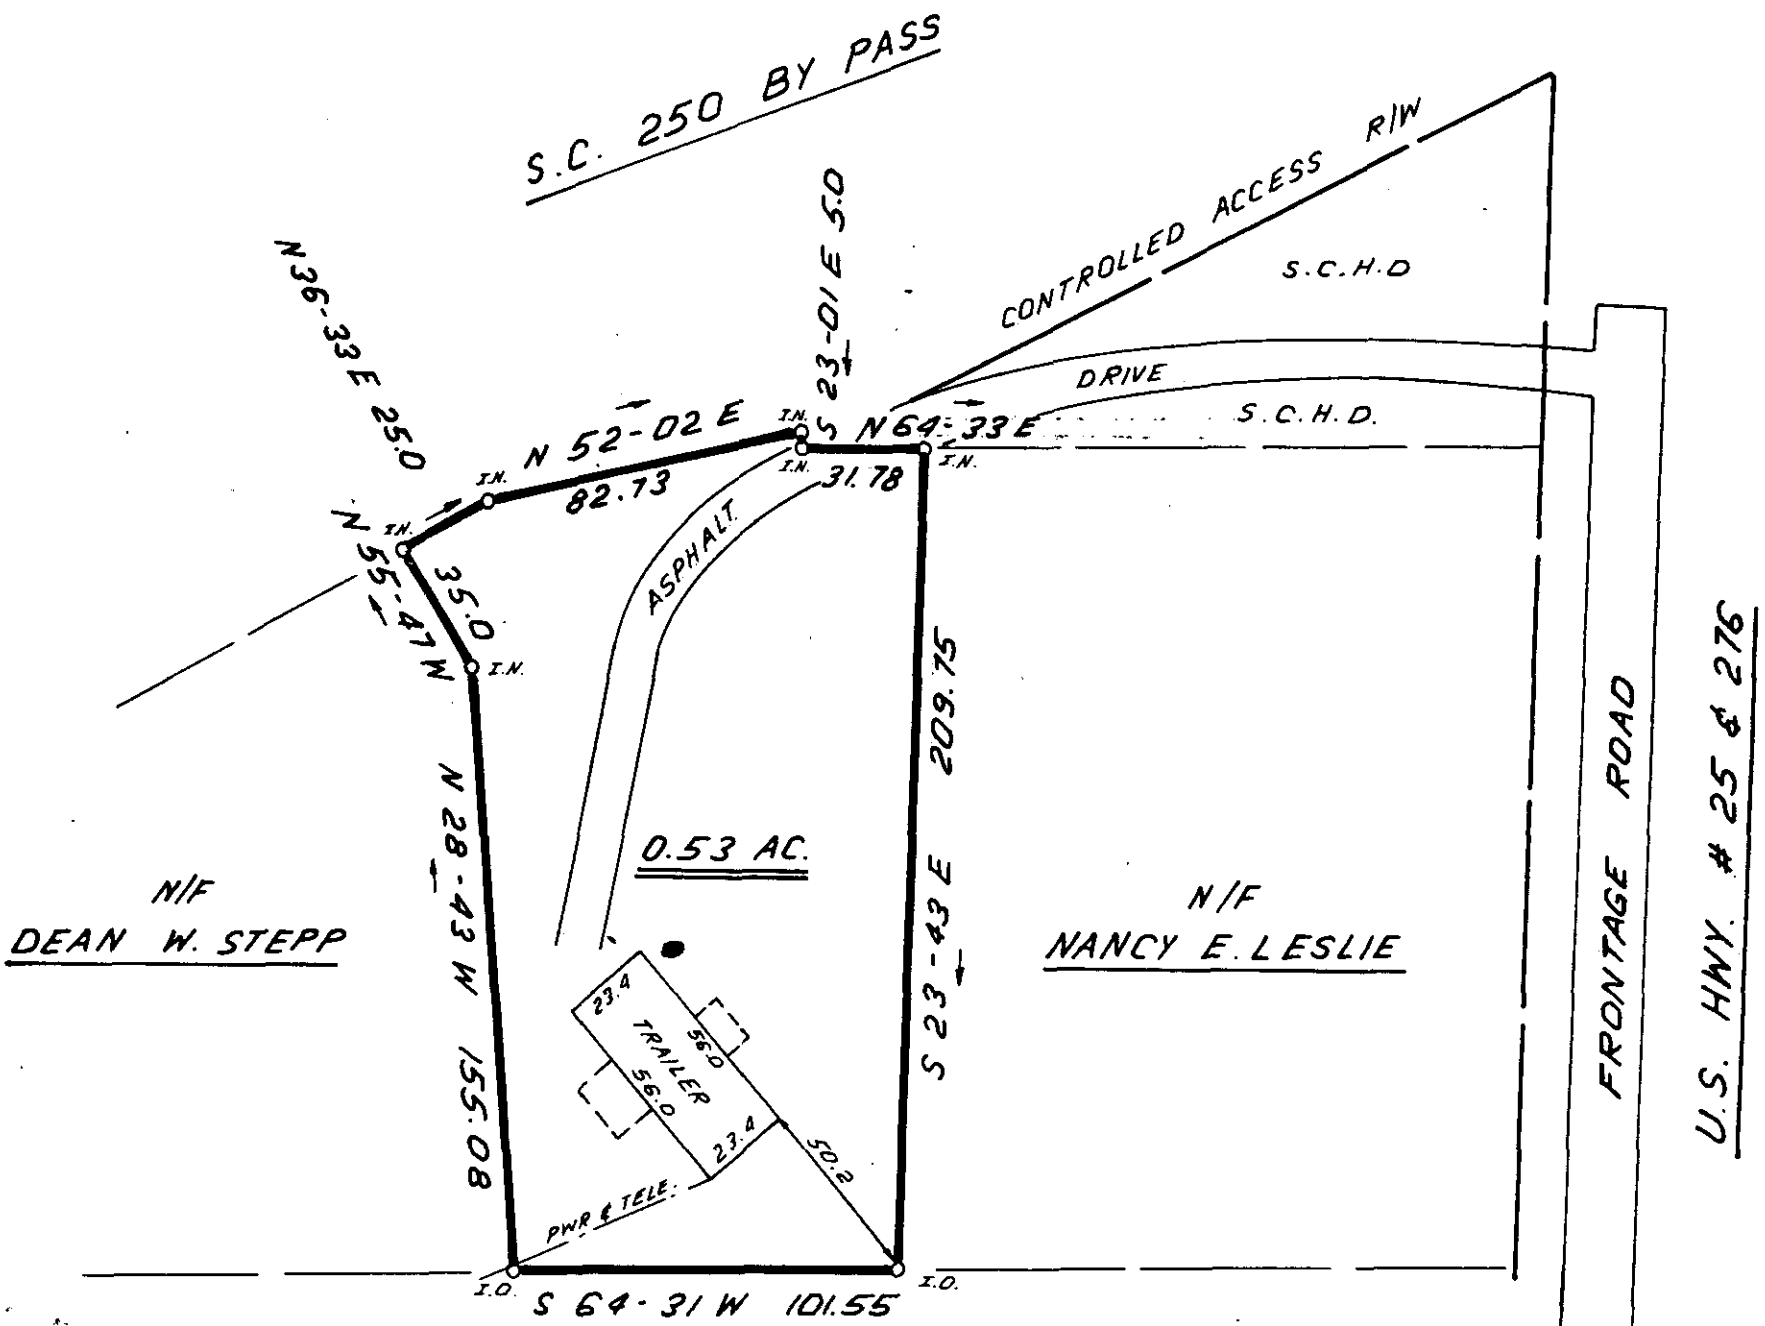 S.C. 250 BY PASS
CONTROLLED ACCESS R/W
S.C.H.D
S 23-01 E 5.0
N 36-33 E 25.0
DRIVE
S.C.H.D.
N 52-02 E
82.73
I.N.
I.N.
N 64-33 E
31.78
I.N.
I.N.
I.N.
N 55-47 W
35.0
I.N.
ASPHALT
209.75
S 23-43 E
N 28-43 W 155.08
0.53 AC.
N/F
DEAN W. STEPP
N/F
NANCY E. LESLIE
FRONTAGE ROAD
U.S. HWY. # 25 & 276
23.4
TRAILER
56.0
56.0
23.4
50.2
PWR & TELE.
I.O.
I.O.
S 64-31 W 101.55